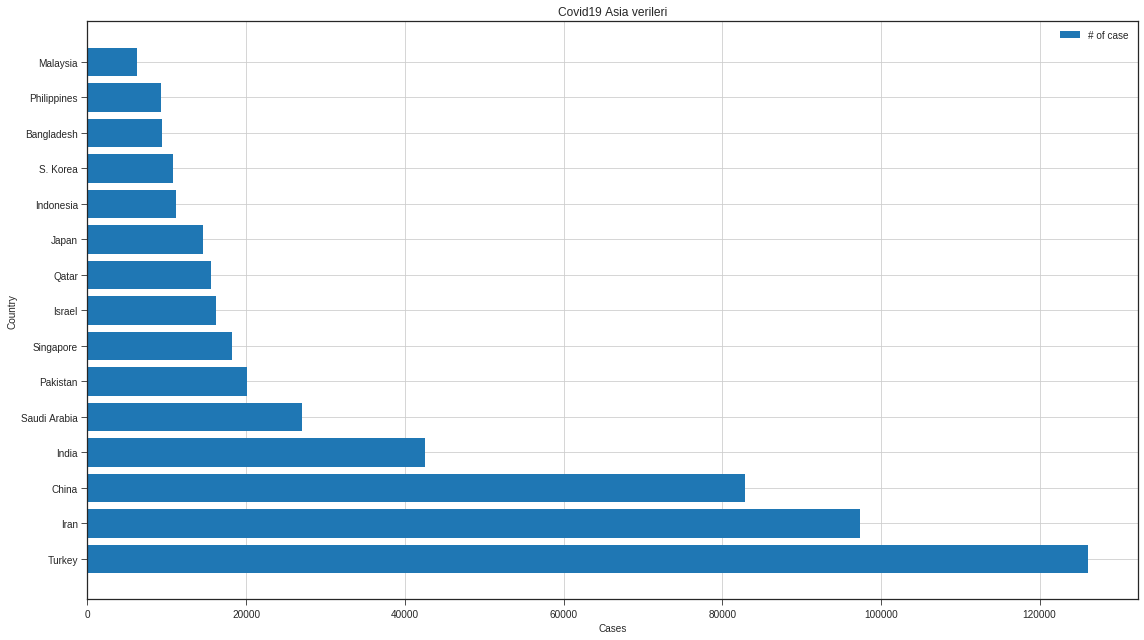 Covid19 Asia verileri
# of case
Malaysia
Philippines
Bangladesh
S. Korea
Indonesia
Japan
Qatar
Israel
Singapore
Pakistan
Saudi Arabia
India
China
Iran
Turkey
Country
0 20000 40000 60000 80000 100000 120000
Cases